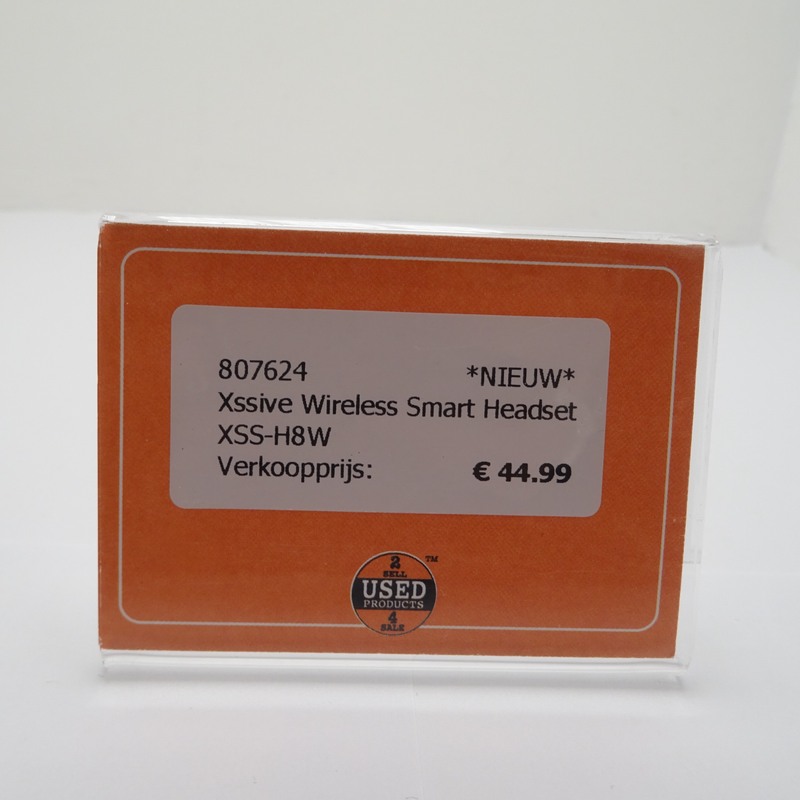 807624 *NIEUW*
Xssive Wireless Smart Headset
XSS-H8W
Verkoopprijs: € 44.99
2
SELL
USED
PRODUCTS
4
SALE
TM